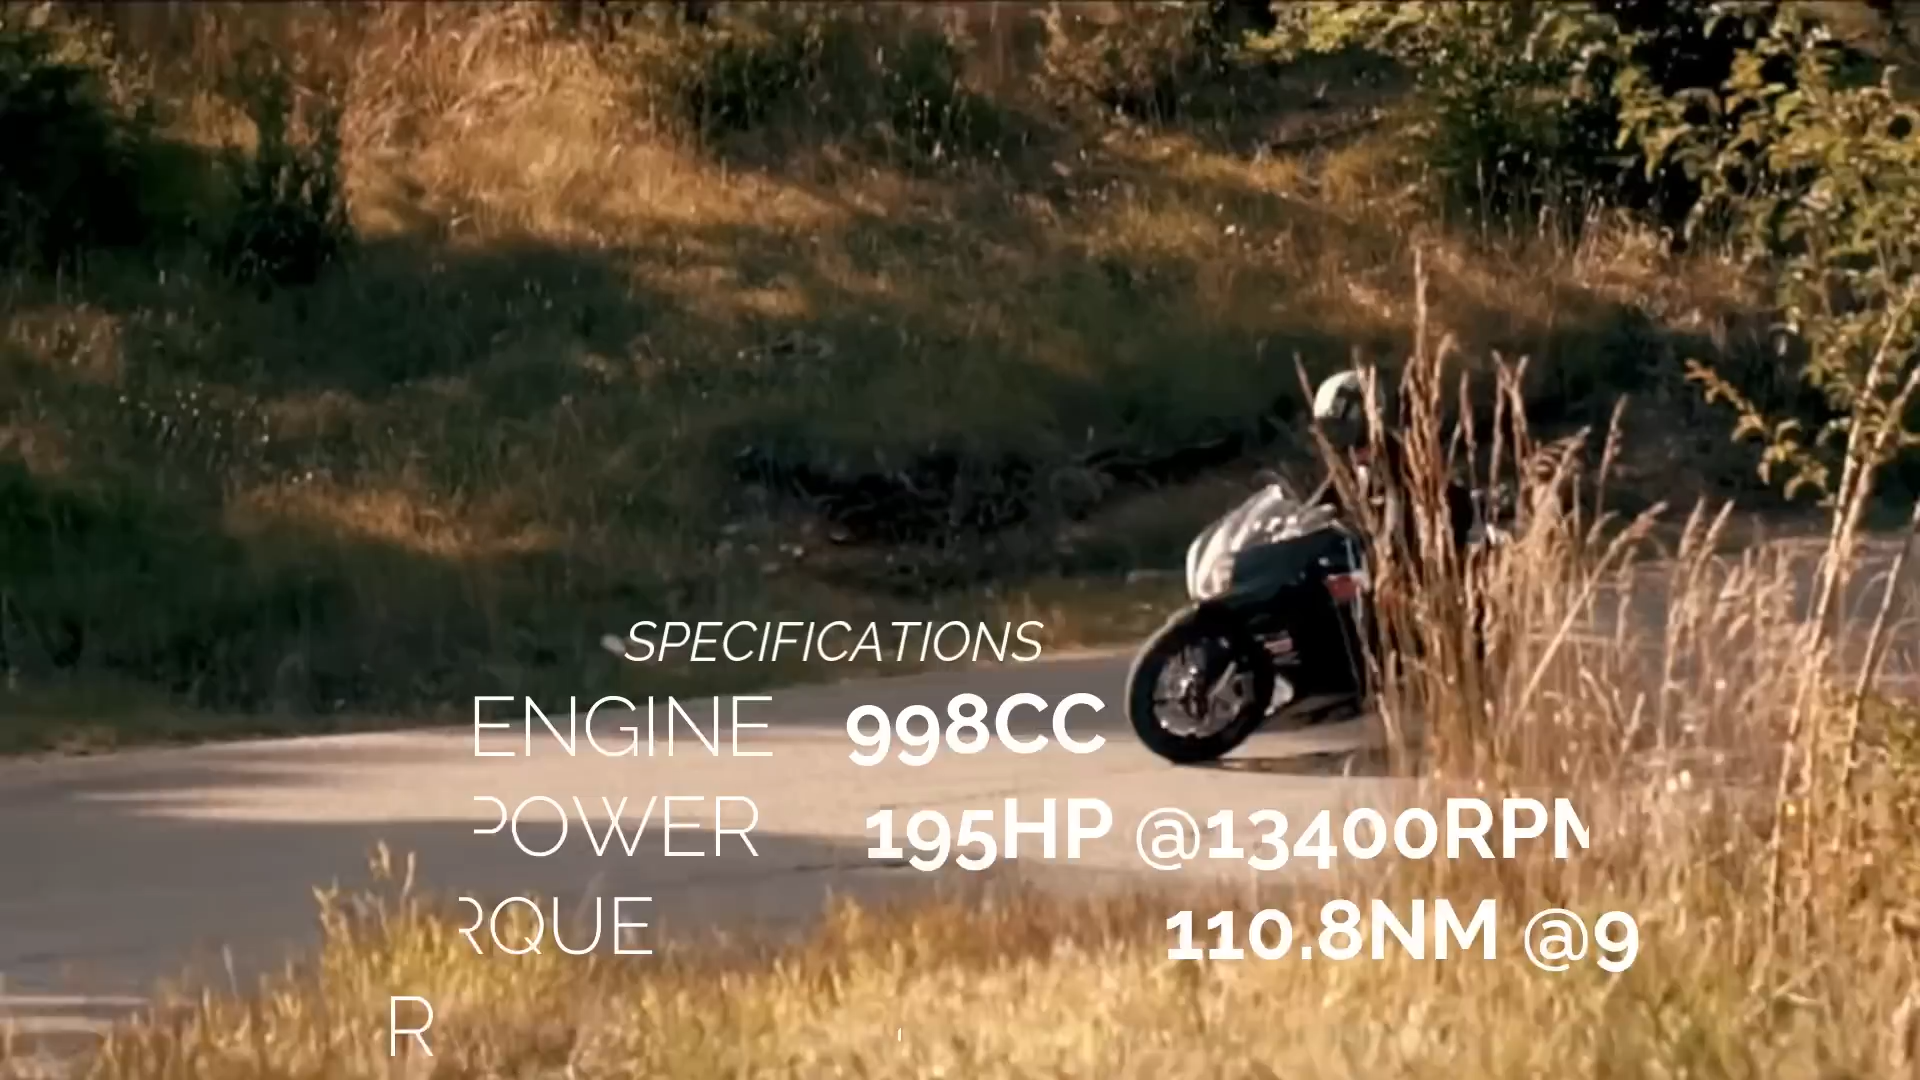 SPECIFICATIONS
ENGINE 998CC
POWER 195HP @13400RPM
RQUE 110.8NM @9
R